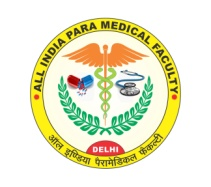 ALL INDIA PARA MEDICAL FACULTY
DELHI
आल इण्डिया पैरामेडिकल फैकल्टी